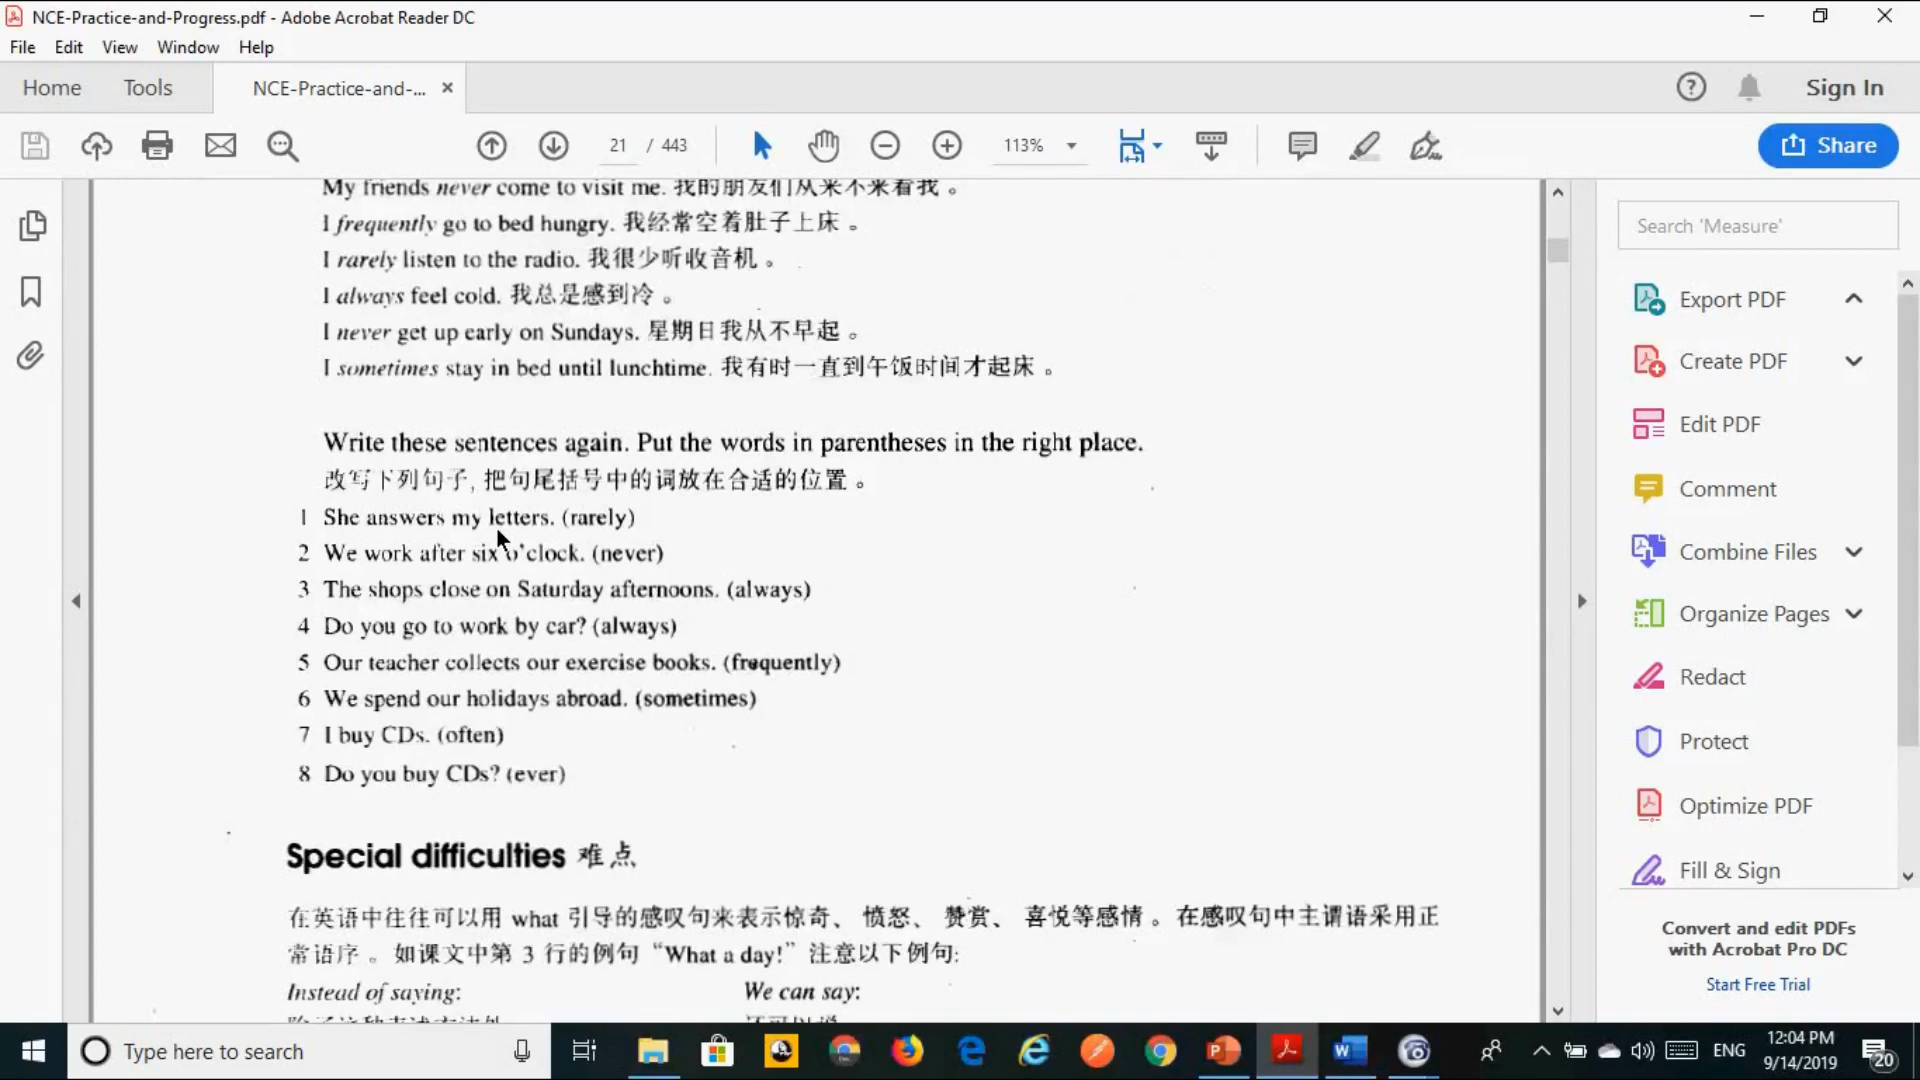 NCE-Practice-and-Progress.pdf - Adobe Acrobat Reader DC
File Edit View Window Help
Home Tools NCE-Practice-and-... × Sign In
21 / 443 113% Share
My friends never come to visit me. 我的朋友们从来不来看我。
I frequently go to bed hungry. 我经常空着肚子上床。
I rarely listen to the radio. 我很少听收音机。
I always feel cold. 我总是感到冷。
I never get up early on Sundays. 星期日我从不早起。
I sometimes stay in bed until lunchtime. 我有时一直到午饭时间才起床。
Write these sentences again. Put the words in parentheses in the right place.
改写下列句子, 把句尾括号中的词放在合适的位置。
1 She answers my letters. (rarely)
2 We work after six o'clock. (never)
3 The shops close on Saturday afternoons. (always)
4 Do you go to work by car? (always)
5 Our teacher collects our exercise books. (frequently)
6 We spend our holidays abroad. (sometimes)
7 I buy CDs. (often)
8 Do you buy CDs? (ever)
Special difficulties 难点
在英语中往往可以用 what 引导的感叹句来表示惊奇、愤怒、赞赏、喜悦等感情。在感叹句中主谓语采用正
常语序。如课文中第 3 行的例句 “What a day!” 注意以下例句:
Instead of saying: We can say:
Search 'Measure'
Export PDF
Create PDF
Edit PDF
Comment
Combine Files
Organize Pages
Redact
Protect
Optimize PDF
Fill & Sign
Convert and edit PDFs
with Acrobat Pro DC
Start Free Trial
Type here to search
ENG
12:04 PM
9/14/2019
20